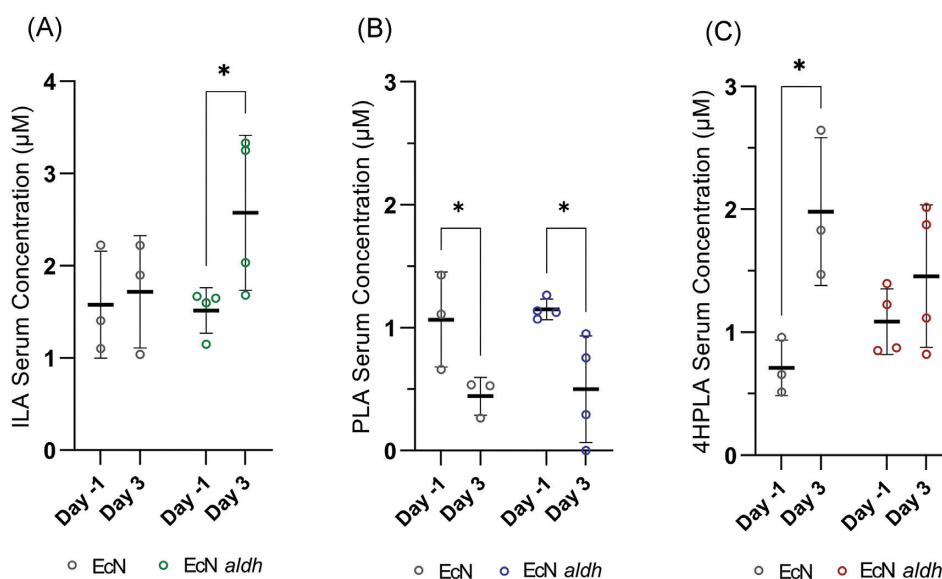 (A)
ILA Serum Concentration (µM)
4
3
2
1
0
*
Day -1
Day 3
Day -1
Day 3
EcN
EcN aldh
(B)
PLA Serum Concentration (µM)
3
2
1
0
*
*
Day -1
Day 3
Day -1
Day 3
EcN
EcN aldh
(C)
4HPLA Serum Concentration (µM)
3
2
1
0
*
Day -1
Day 3
Day -1
Day 3
EcN
EcN aldh